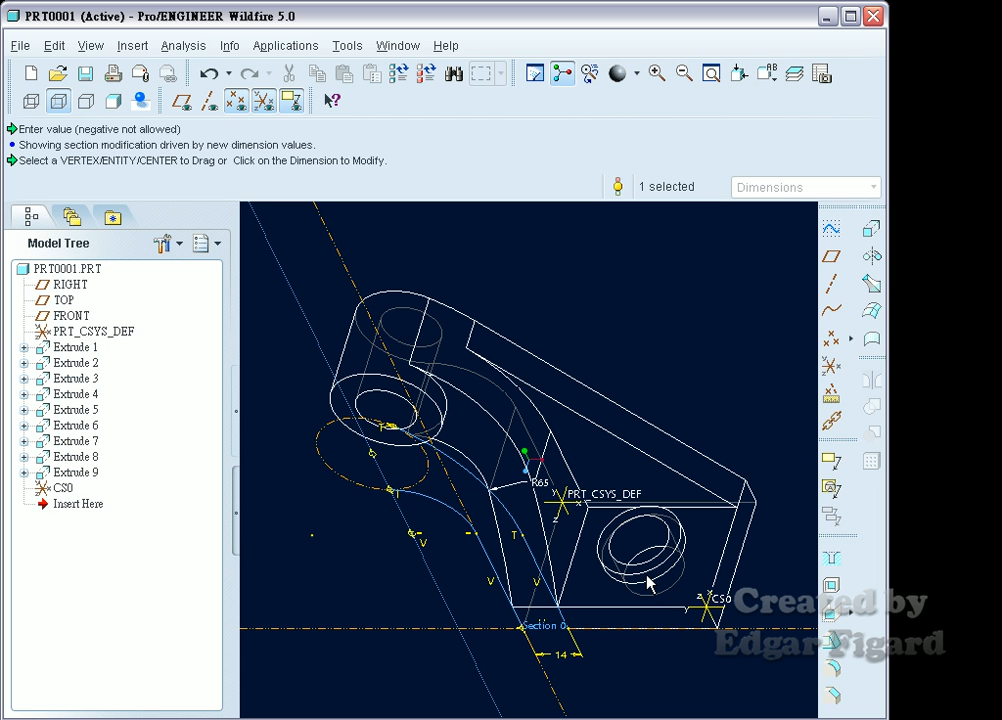 PRT0001 (Active) - Pro/ENGINEER Wildfire 5.0
File Edit View Insert Analysis Info Applications Tools Window Help
Enter value (negative not allowed)
Showing section modification driven by new dimension values.
Select a VERTEX/ENTITY/CENTER to Drag or Click on the Dimension to Modify.
1 selected
Dimensions
Model Tree
PRT0001.PRT
RIGHT
TOP
FRONT
PRT_CSYS_DEF
Extrude 1
Extrude 2
Extrude 3
Extrude 4
Extrude 5
Extrude 6
Extrude 7
Extrude 8
Extrude 9
CS0
Insert Here
T
T
R65
Y PRT_CSYS_DEF
X
Z
V
T
V
V
Z X CS0
Y
Section 0
14
Created by
Edgar Figard